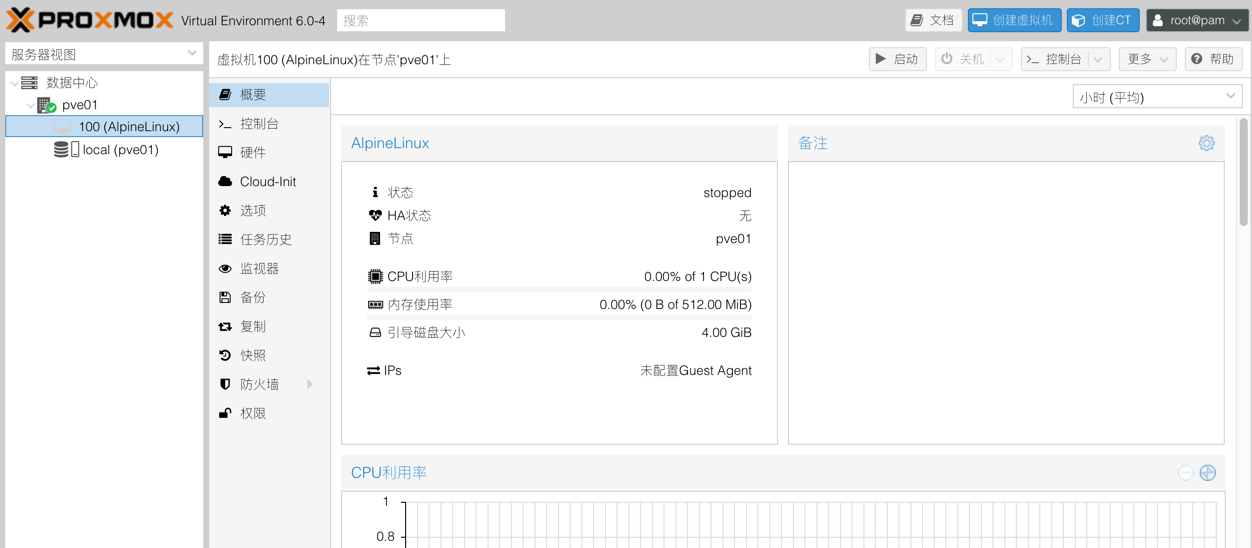 PROXMOX Virtual Environment 6.0-4 搜索 文档 创建虚拟机 创建CT root@pam
服务器视图
数据中心
pve01
100 (AlpineLinux)
local (pve01)
虚拟机100 (AlpineLinux)在节点'pve01'上 启动 关机 控制台 更多 帮助
概要
控制台
硬件
Cloud-Init
选项
任务历史
监视器
备份
复制
快照
防火墙
权限
小时 (平均)
AlpineLinux
状态 stopped
HA状态 无
节点 pve01
CPU利用率 0.00% of 1 CPU(s)
内存使用率 0.00% (0 B of 512.00 MiB)
引导磁盘大小 4.00 GiB
IPs 未配置Guest Agent
备注
CPU利用率
1
0.8